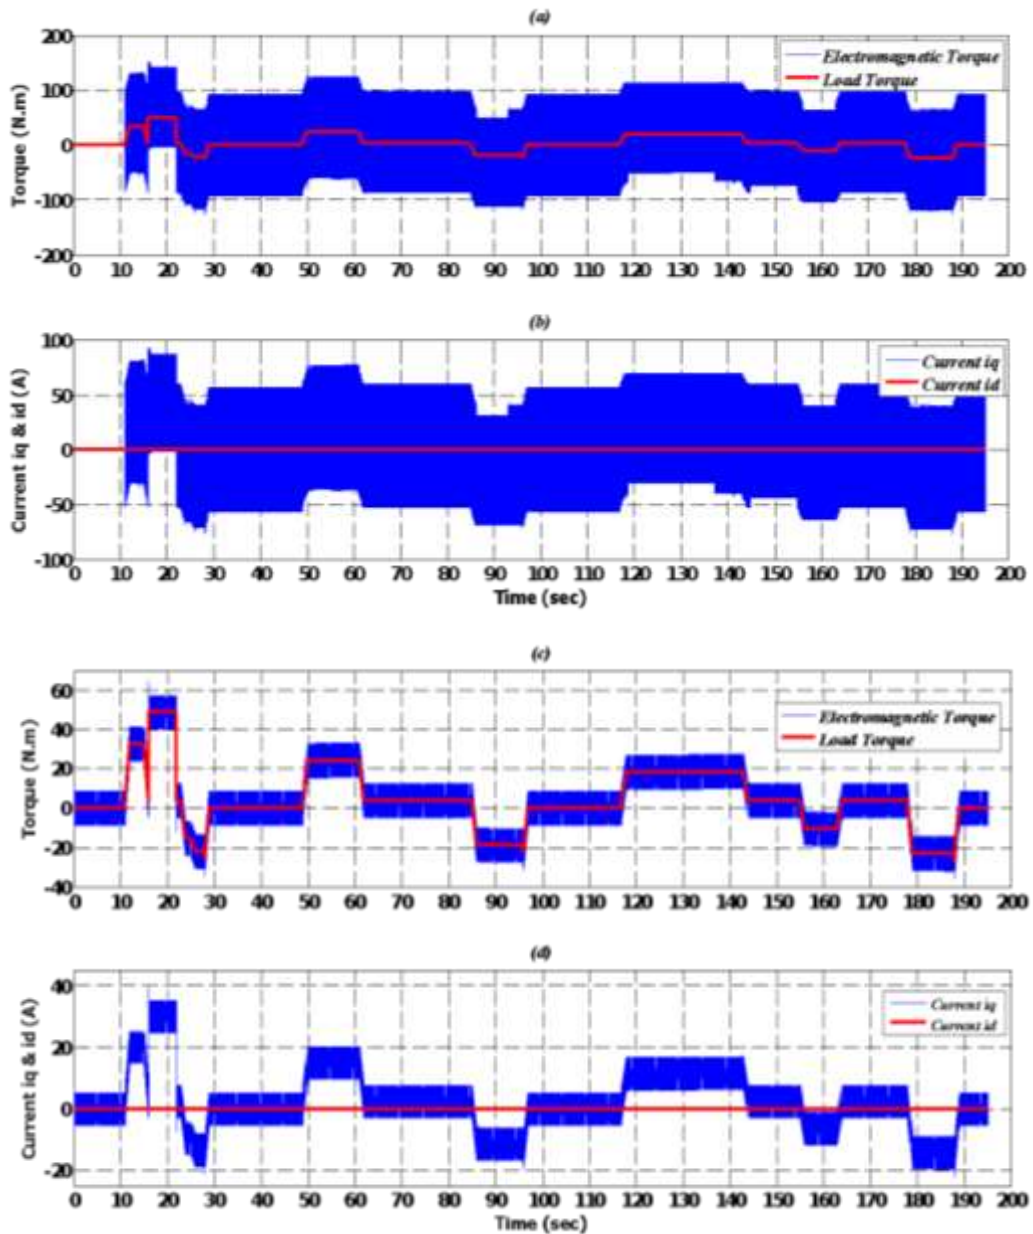 (a)
Torque (N.m)
200
100
0
-100
-200
Electromagnetic Torque
Load Torque
0 10 20 30 40 50 60 70 80 90 100 110 120 130 140 150 160 170 180 190 200
(b)
Current iq & id (A)
100
50
0
-50
-100
Current iq
Current id
0 10 20 30 40 50 60 70 80 90 100 110 120 130 140 150 160 170 180 190 200
Time (sec)
(c)
Torque (N.m)
60
40
20
0
-20
-40
Electromagnetic Torque
Load Torque
0 10 20 30 40 50 60 70 80 90 100 110 120 130 140 150 160 170 180 190 200
(d)
Current iq & id (A)
40
20
0
-20
Current iq
Current id
0 10 20 30 40 50 60 70 80 90 100 110 120 130 140 150 160 170 180 190 200
Time (sec)